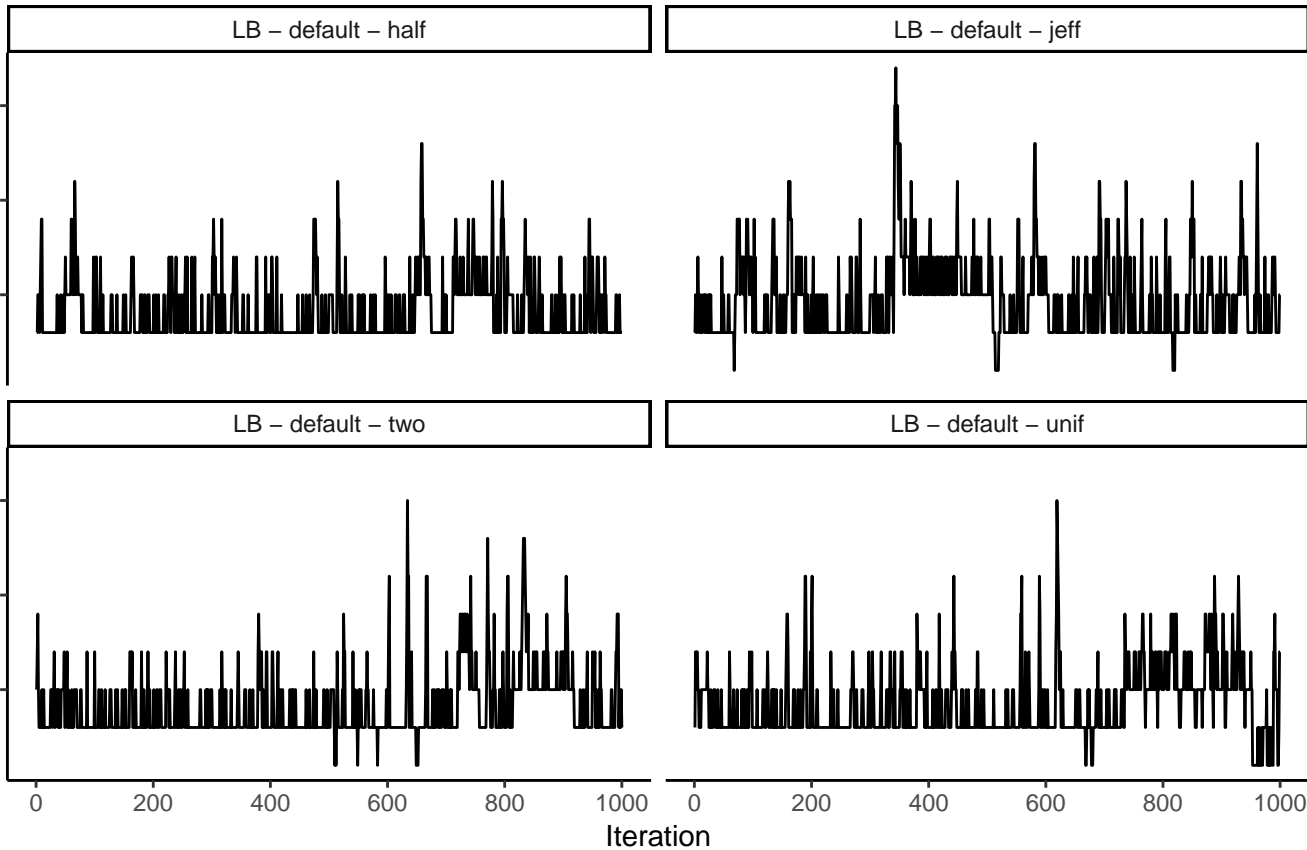 LB – default – half
LB – default – jeff
LB – default – two
LB – default – unif
0 200 400 600 800 1000
0 200 400 600 800 1000
Iteration